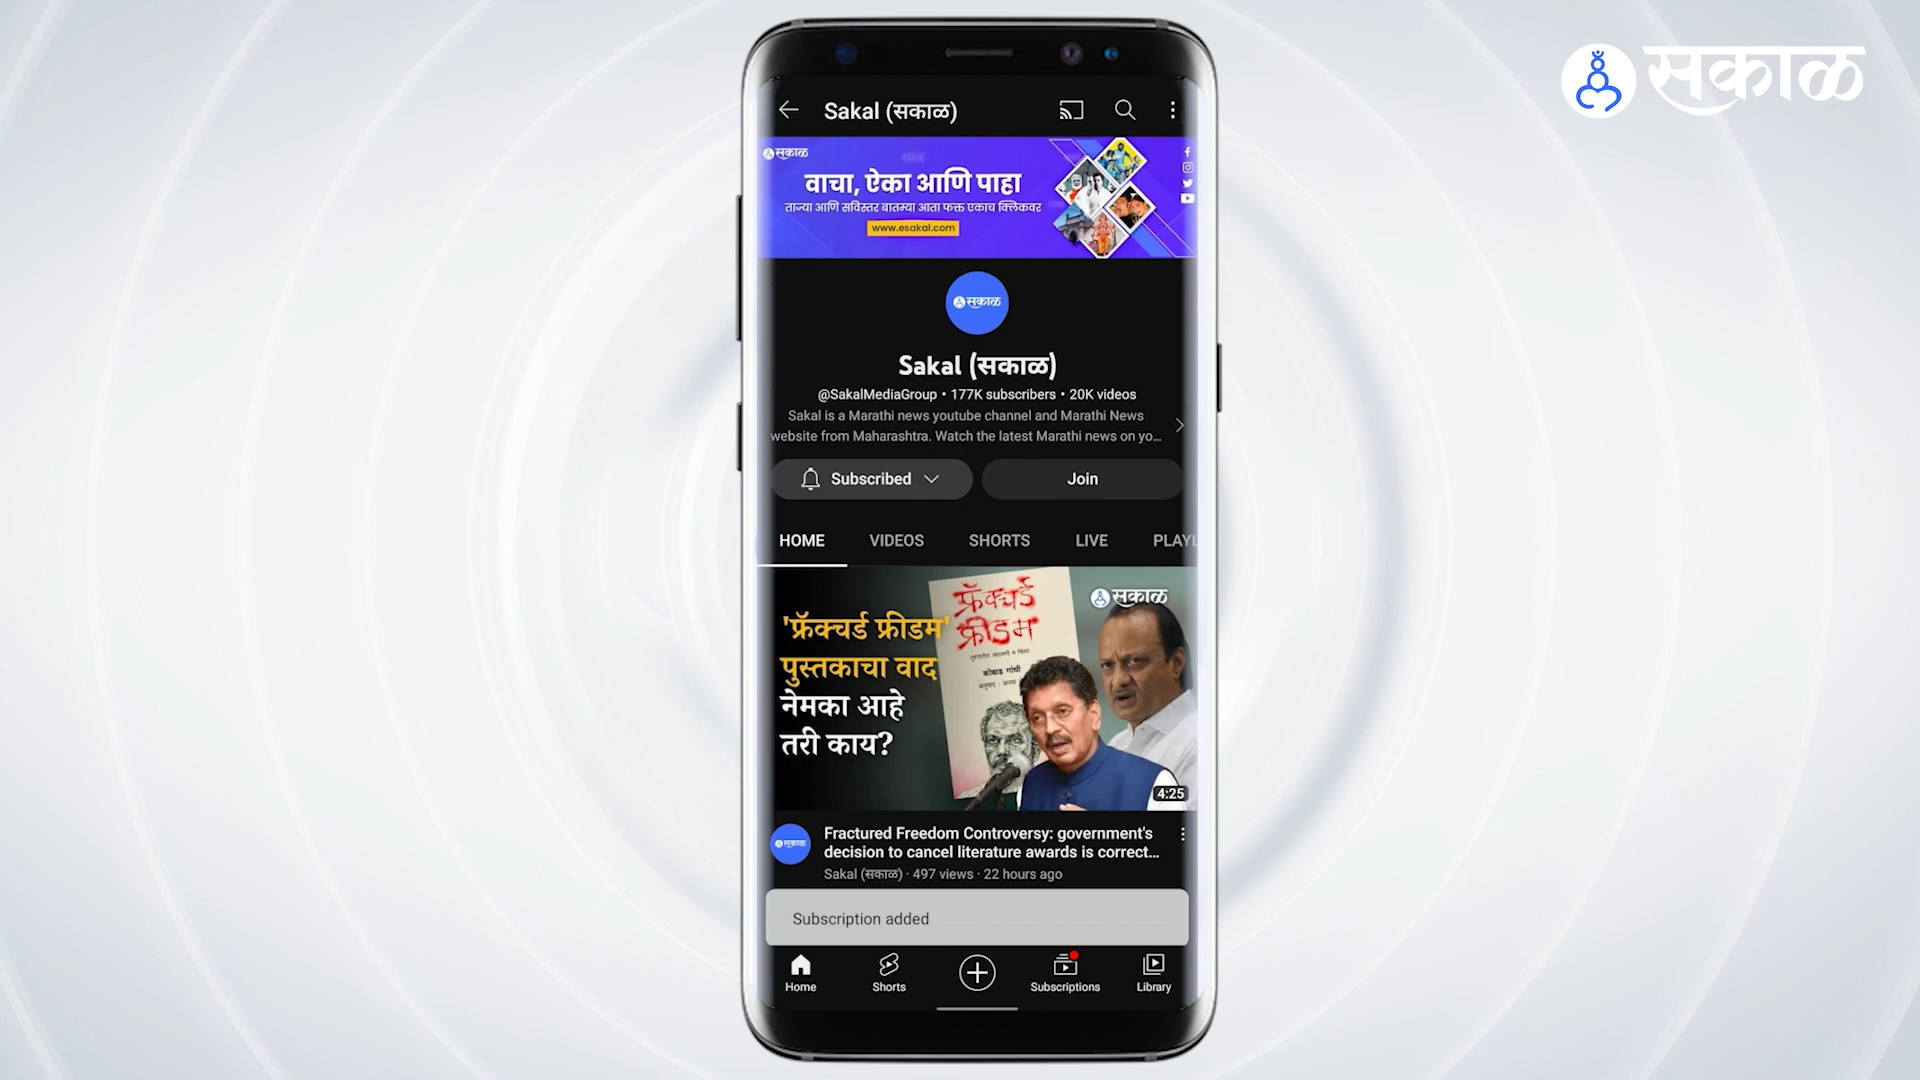 सकाळ
Sakal (सकाळ)
सकाळ
वाचा, ऐका आणि पाहा
ताज्या आणि सविस्तर बातम्या आता फक्त एकाच क्लिकवर
www.esakal.com
सकाळ
Sakal (सकाळ)
@SakalMediaGroup • 177K subscribers • 20K videos
Sakal is a Marathi news youtube channel and Marathi News
website from Maharashtra. Watch the latest Marathi news on yo...
Subscribed
Join
HOME VIDEOS SHORTS LIVE PLAYL
सकाळ
फ्रॅक्चर्ड
फ्रीडम
कोबाड गांधी
'फ्रॅक्चर्ड फ्रीडम'
पुस्तकाचा वाद
नेमका आहे
तरी काय?
4:25
सकाळ
Fractured Freedom Controversy: government's
decision to cancel literature awards is correct...
Sakal (सकाळ) · 497 views · 22 hours ago
Subscription added
Home Shorts Subscriptions Library